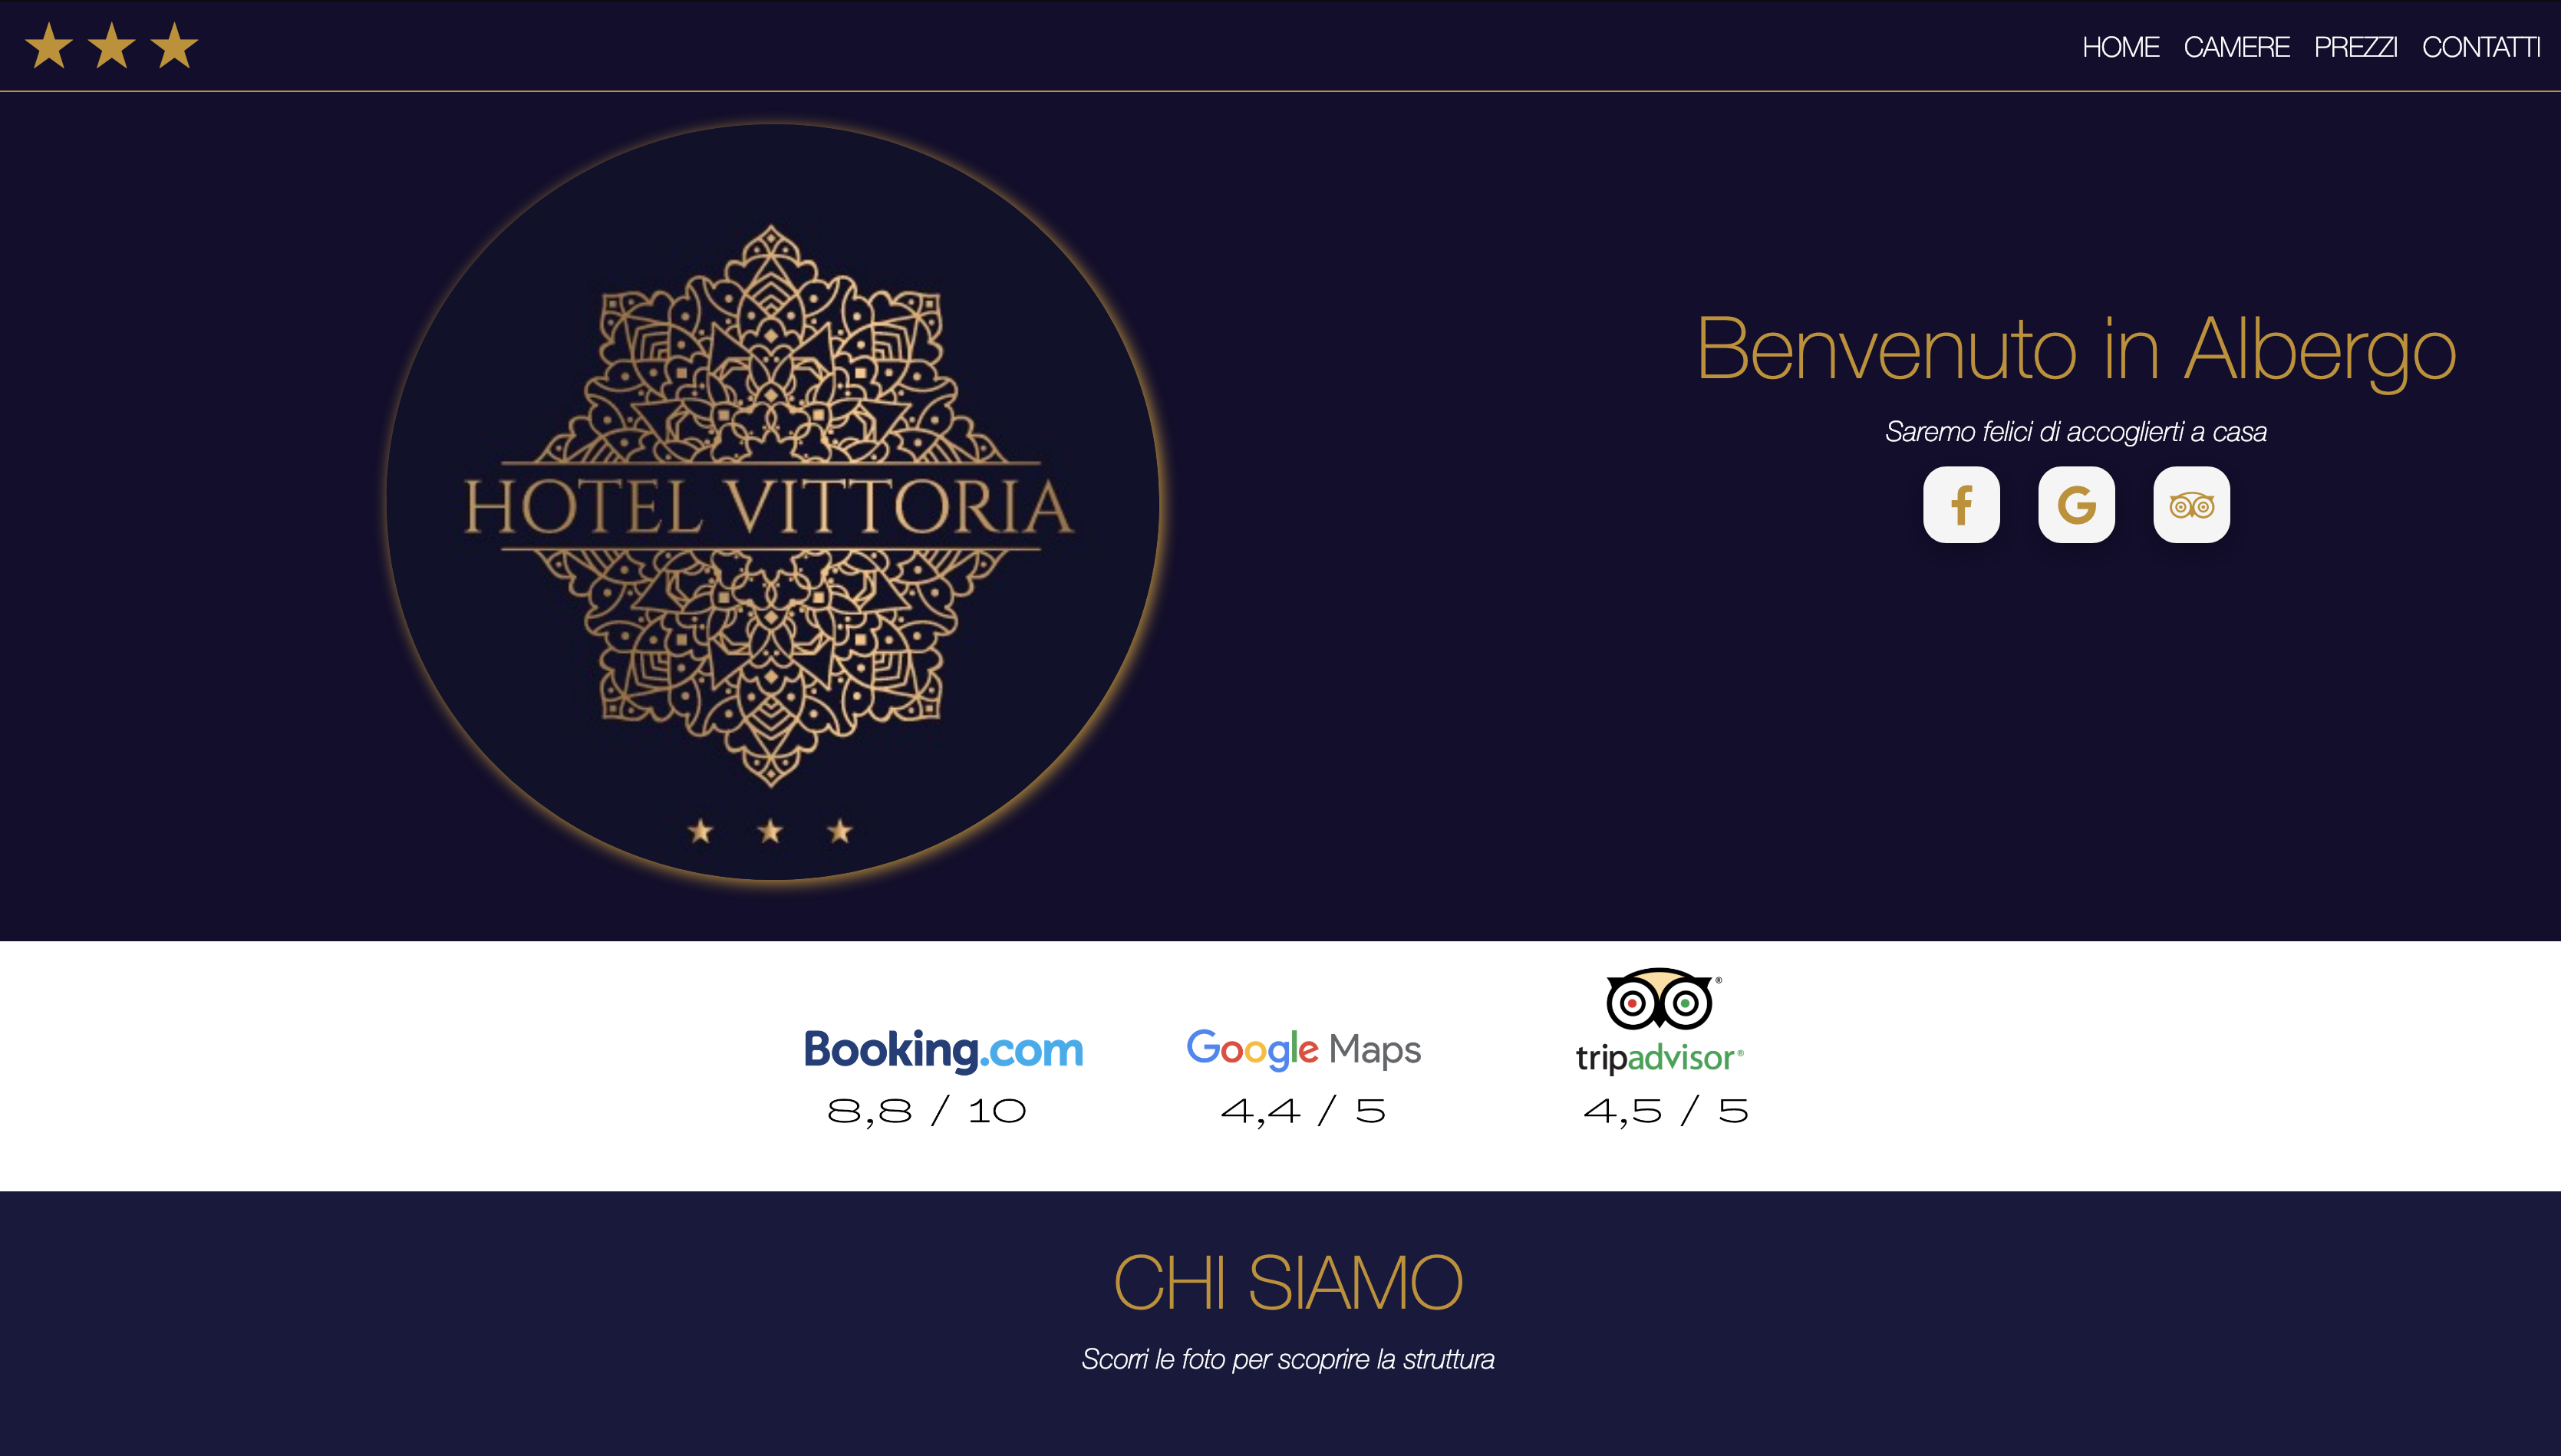 HOME CAMERE PREZZI CONTATTI
HOTEL VITTORIA
Benvenuto in Albergo
Saremo felici di accoglierti a casa
Booking.com
8,8 / 10
Google Maps
4,4 / 5
tripadvisor®
4,5 / 5
CHI SIAMO
Scorri le foto per scoprire la struttura